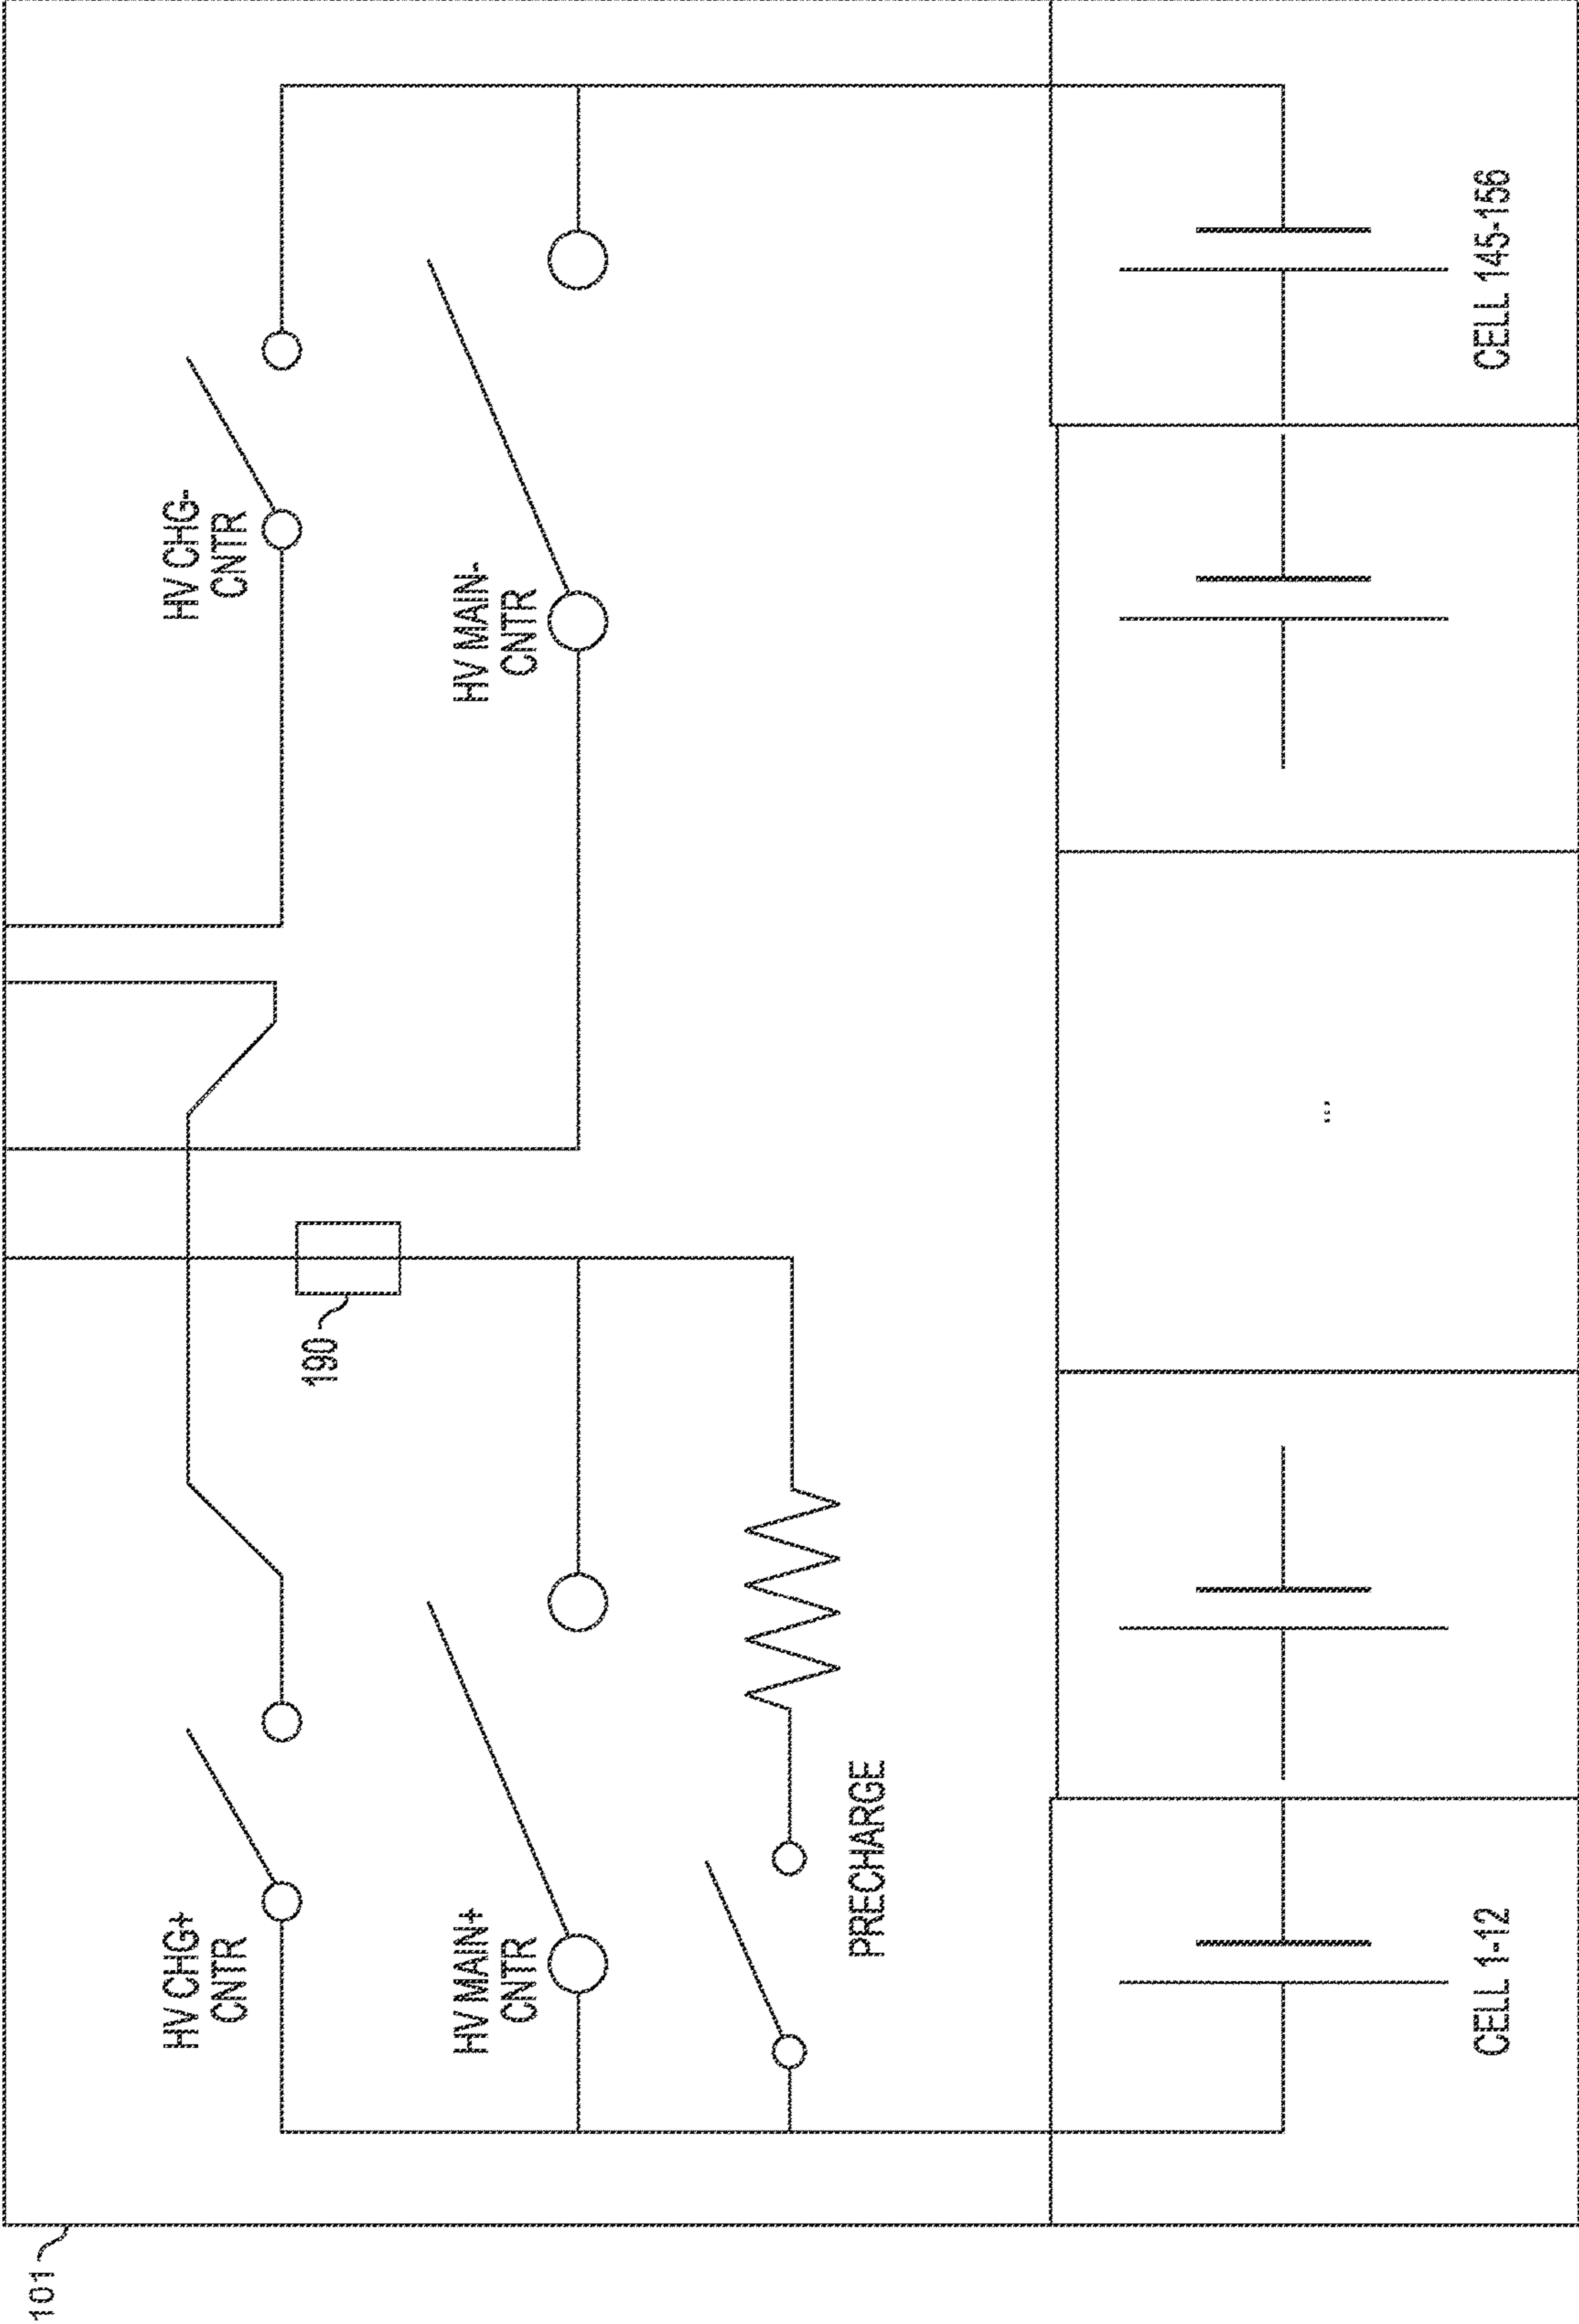 101
HV CHG+
CNTR
HV CHG-
CNTR
190
HV MAIN+
CNTR
HV MAIN-
CNTR
PRECHARGE
...
CELL 1-12
CELL 145-156